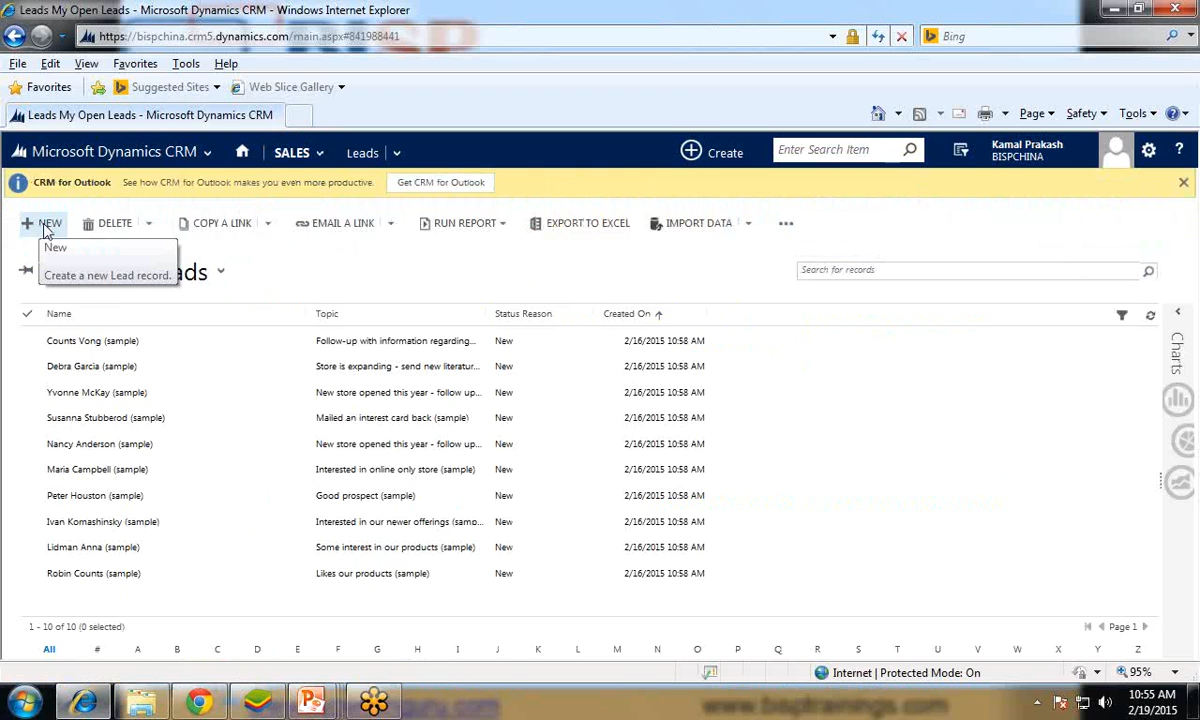 Leads My Open Leads - Microsoft Dynamics CRM - Windows Internet Explorer
https://bispchina.crm5.dynamics.com/main.aspx#841988441
Bing
File Edit View Favorites Tools Help
Favorites Suggested Sites Web Slice Gallery
Leads My Open Leads - Microsoft Dynamics CRM
Page Safety Tools
Microsoft Dynamics CRM SALES Leads Create Enter Search Item Kamal Prakash
BISPCHINA
CRM for Outlook See how CRM for Outlook makes you even more productive. Get CRM for Outlook
NEW DELETE COPY A LINK EMAIL A LINK RUN REPORT EXPORT TO EXCEL IMPORT DATA
New
Create a new Lead record.
ads
Search for records
Name Topic Status Reason Created On
Counts Vong (sample) Follow-up with information regarding... New 2/16/2015 10:58 AM
Debra Garcia (sample) Store is expanding - send new literatur... New 2/16/2015 10:58 AM
Yvonne McKay (sample) New store opened this year - follow up... New 2/16/2015 10:58 AM
Susanna Stubberod (sample) Mailed an interest card back (sample) New 2/16/2015 10:58 AM
Nancy Anderson (sample) New store opened this year - follow up... New 2/16/2015 10:58 AM
Maria Campbell (sample) Interested in online only store (sample) New 2/16/2015 10:58 AM
Peter Houston (sample) Good prospect (sample) New 2/16/2015 10:58 AM
Ivan Komashinsky (sample) Interested in our newer offerings (samp... New 2/16/2015 10:58 AM
Lidman Anna (sample) Some interest in our products (sample) New 2/16/2015 10:58 AM
Robin Counts (sample) Likes our products (sample) New 2/16/2015 10:58 AM
Charts
1 - 10 of 10 (0 selected) Page 1
All # A B C D E F G H I J K L M N O P Q R S T U V W X Y Z
Internet | Protected Mode: On 95%
www.bisptrainings.com
10:55 AM
2/19/2015